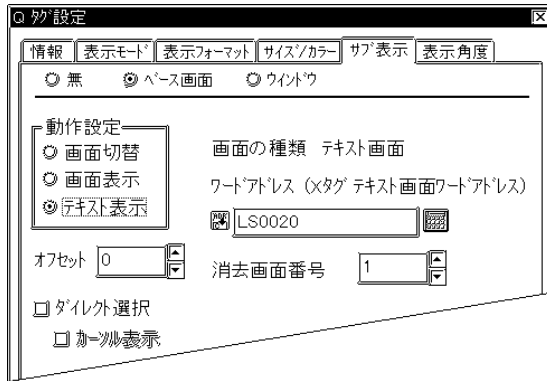 Q ﾀｸﾞ設定
情報 表示ﾓｰﾄﾞ 表示ﾌｫｰﾏｯﾄ ｻｲｽﾞ/ｶﾗｰ ｻﾌﾞ表示 表示角度
無 ﾍﾞｰｽ画面 ｳｨﾝﾄﾞｳ
動作設定
画面切替
画面の種類 ﾃｷｽﾄ画面
画面表示
ﾜｰﾄﾞｱﾄﾞﾚｽ (Xﾀｸﾞ ﾃｷｽﾄ画面ﾜｰﾄﾞｱﾄﾞﾚｽ)
ﾃｷｽﾄ表示
LS0020
ｵﾌｾｯﾄ 0
消去画面番号 1
ﾀﾞｲﾚｸﾄ選択
ｶｰｿﾙ表示